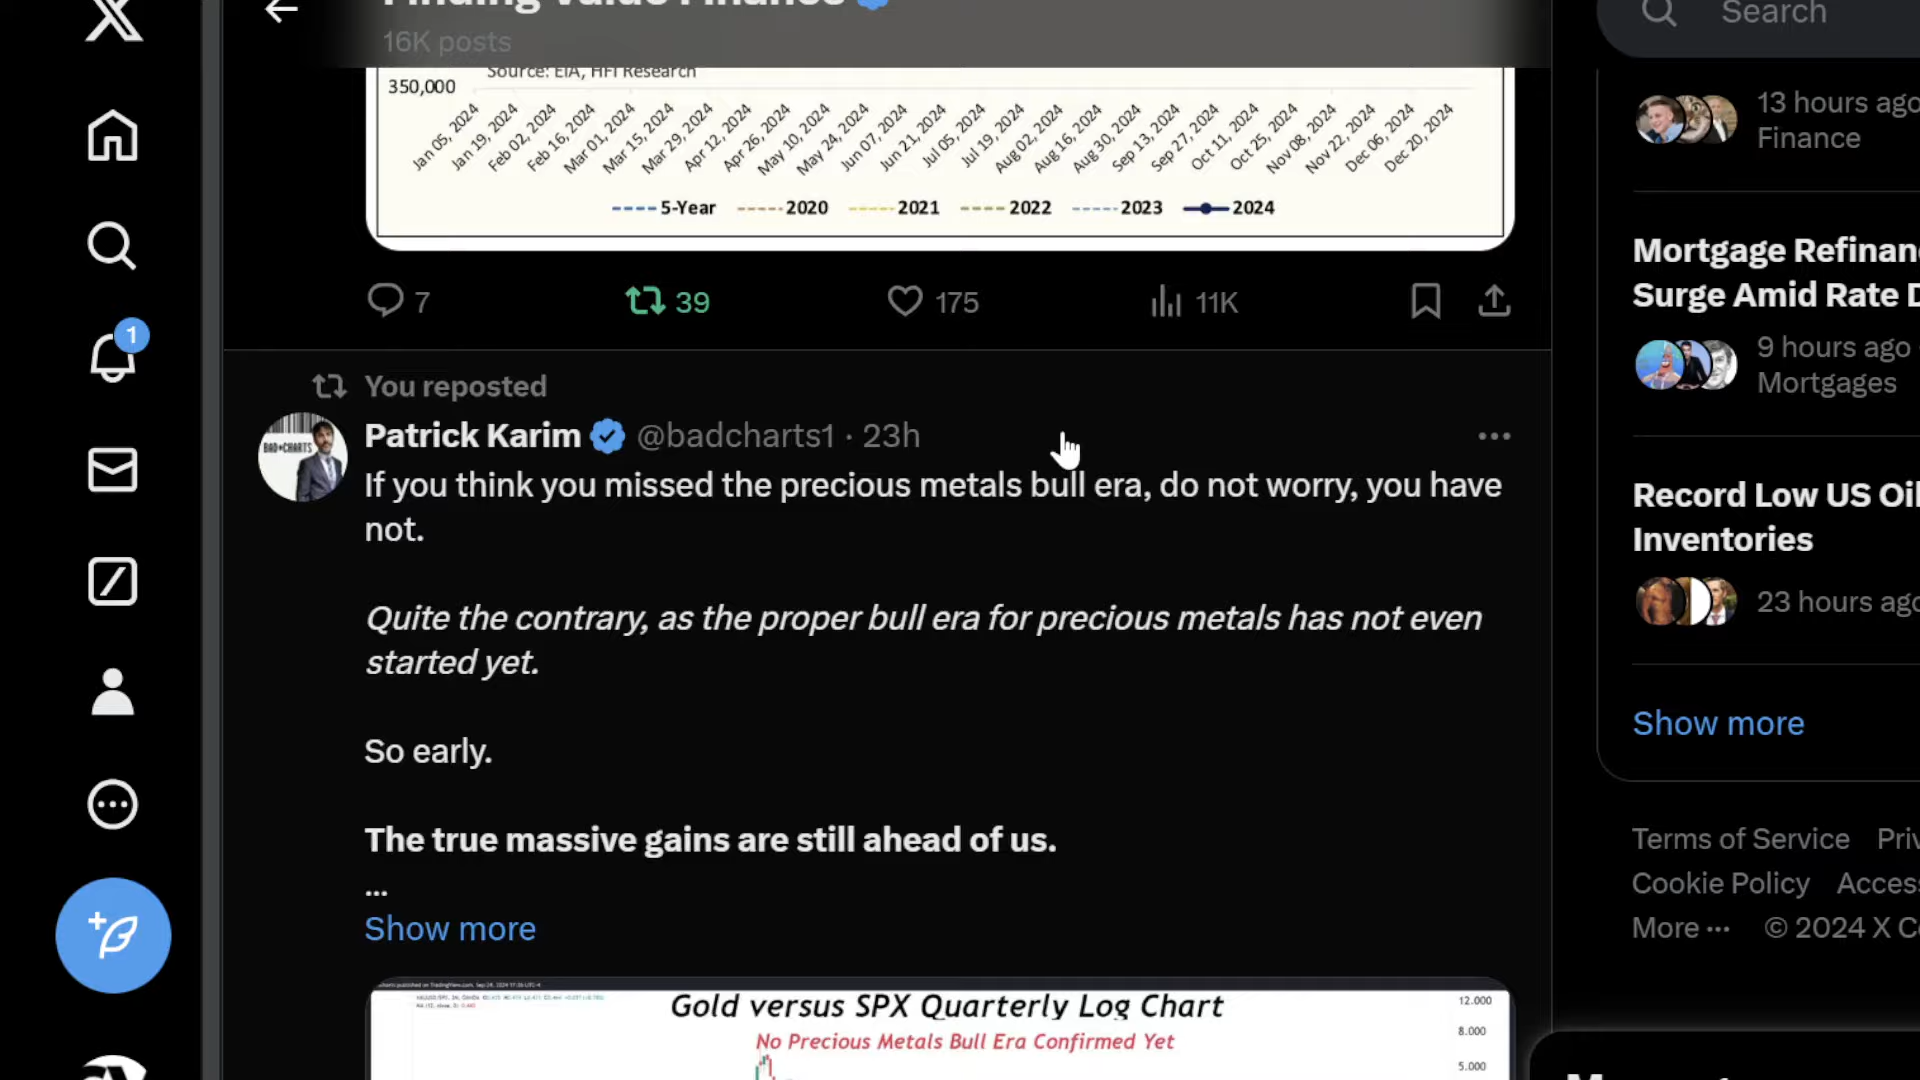 Finding Value Finance
16K posts
Search
Source: EIA, HFI Research
350,000
Jan 05, 2024
Jan 19, 2024
Feb 02, 2024
Feb 16, 2024
Mar 01, 2024
Mar 15, 2024
Mar 29, 2024
Apr 12, 2024
Apr 26, 2024
May 10, 2024
May 24, 2024
Jun 07, 2024
Jun 21, 2024
Jul 05, 2024
Jul 19, 2024
Aug 02, 2024
Aug 16, 2024
Aug 30, 2024
Sep 13, 2024
Sep 27, 2024
Oct 11, 2024
Oct 25, 2024
Nov 08, 2024
Nov 22, 2024
Dec 06, 2024
Dec 20, 2024
5-Year 2020 2021 2022 2023 2024
7 39 175 11K
1
You reposted
Patrick Karim @badcharts1 · 23h
BAD CHARTS
If you think you missed the precious metals bull era, do not worry, you have
not.
Quite the contrary, as the proper bull era for precious metals has not even
started yet.
So early.
The true massive gains are still ahead of us.
...
Show more
Gold versus SPX Quarterly Log Chart
No Precious Metals Bull Era Confirmed Yet
12.000
8.000
5.000
13 hours ago
Finance
Mortgage Refinan
Surge Amid Rate D
9 hours ago ·
Mortgages
Record Low US Oil
Inventories
23 hours ago
Show more
Terms of Service Priv
Cookie Policy Access
More ··· © 2024 X Co